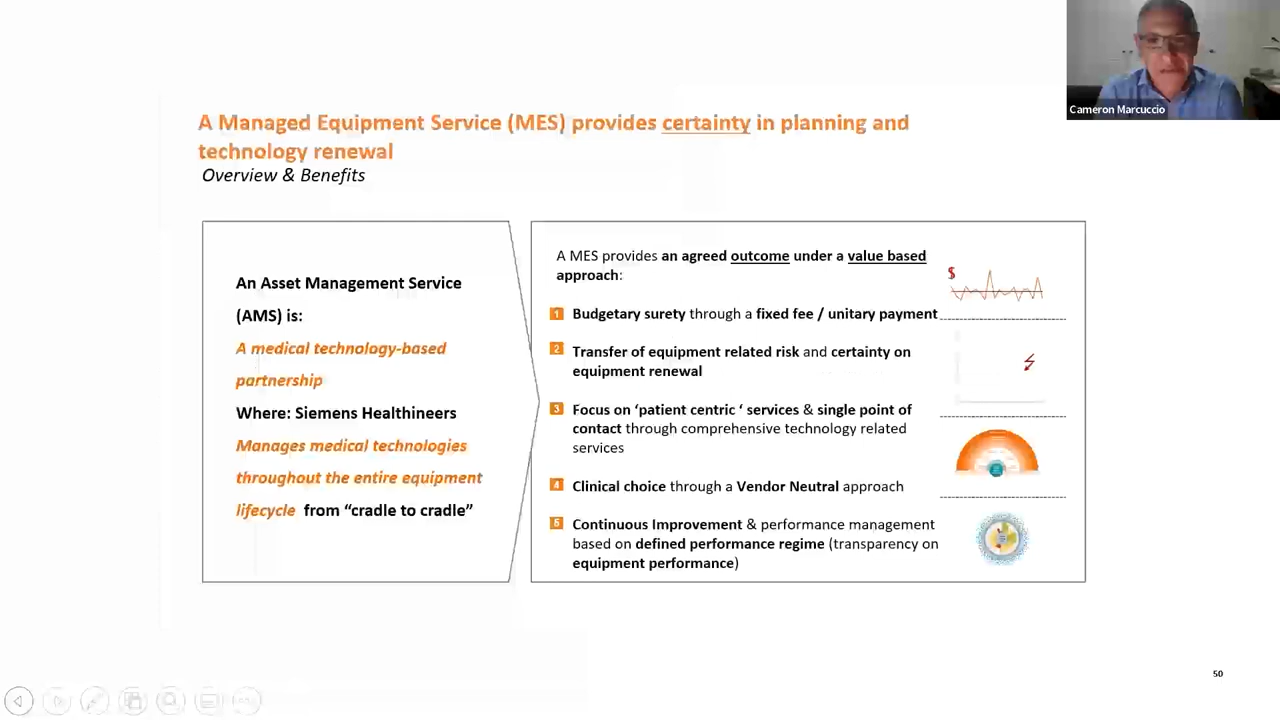 Cameron Marcuccio
A Managed Equipment Service (MES) provides certainty in planning and
technology renewal
Overview & Benefits
An Asset Management Service
(AMS) is:
A medical technology-based
partnership
Where: Siemens Healthineers
Manages medical technologies
throughout the entire equipment
lifecycle from “cradle to cradle”
A MES provides an agreed outcome under a value based
approach:
$
1 Budgetary surety through a fixed fee / unitary payment
2 Transfer of equipment related risk and certainty on
equipment renewal
3 Focus on ‘patient centric ‘ services & single point of
contact through comprehensive technology related
services
4 Clinical choice through a Vendor Neutral approach
5 Continuous Improvement & performance management
based on defined performance regime (transparency on
equipment performance)
50